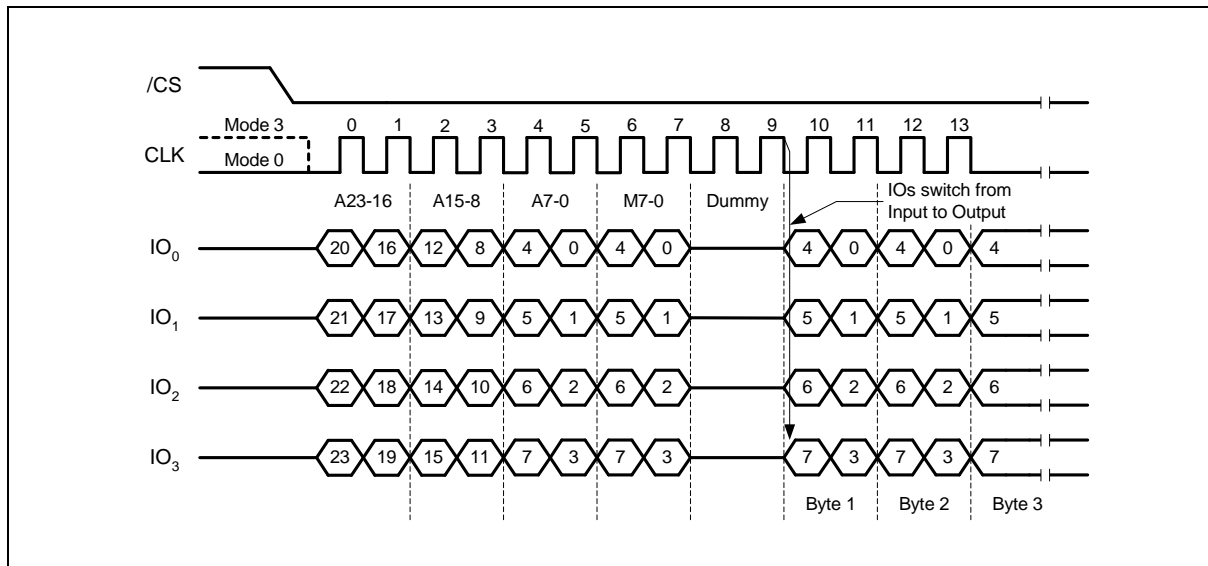 /CS
Mode 3
0 1 2 3 4 5 6 7 8 9 10 11 12 13
CLK
Mode 0
A23-16 A15-8 A7-0 M7-0 Dummy
IOs switch from
Input to Output
IO0 20 16 12 8 4 0 4 0 4 0 4 0 4
IO1 21 17 13 9 5 1 5 1 5 1 5 1 5
IO2 22 18 14 10 6 2 6 2 6 2 6 2 6
IO3 23 19 15 11 7 3 7 3 7 3 7 3 7
Byte 1 Byte 2 Byte 3